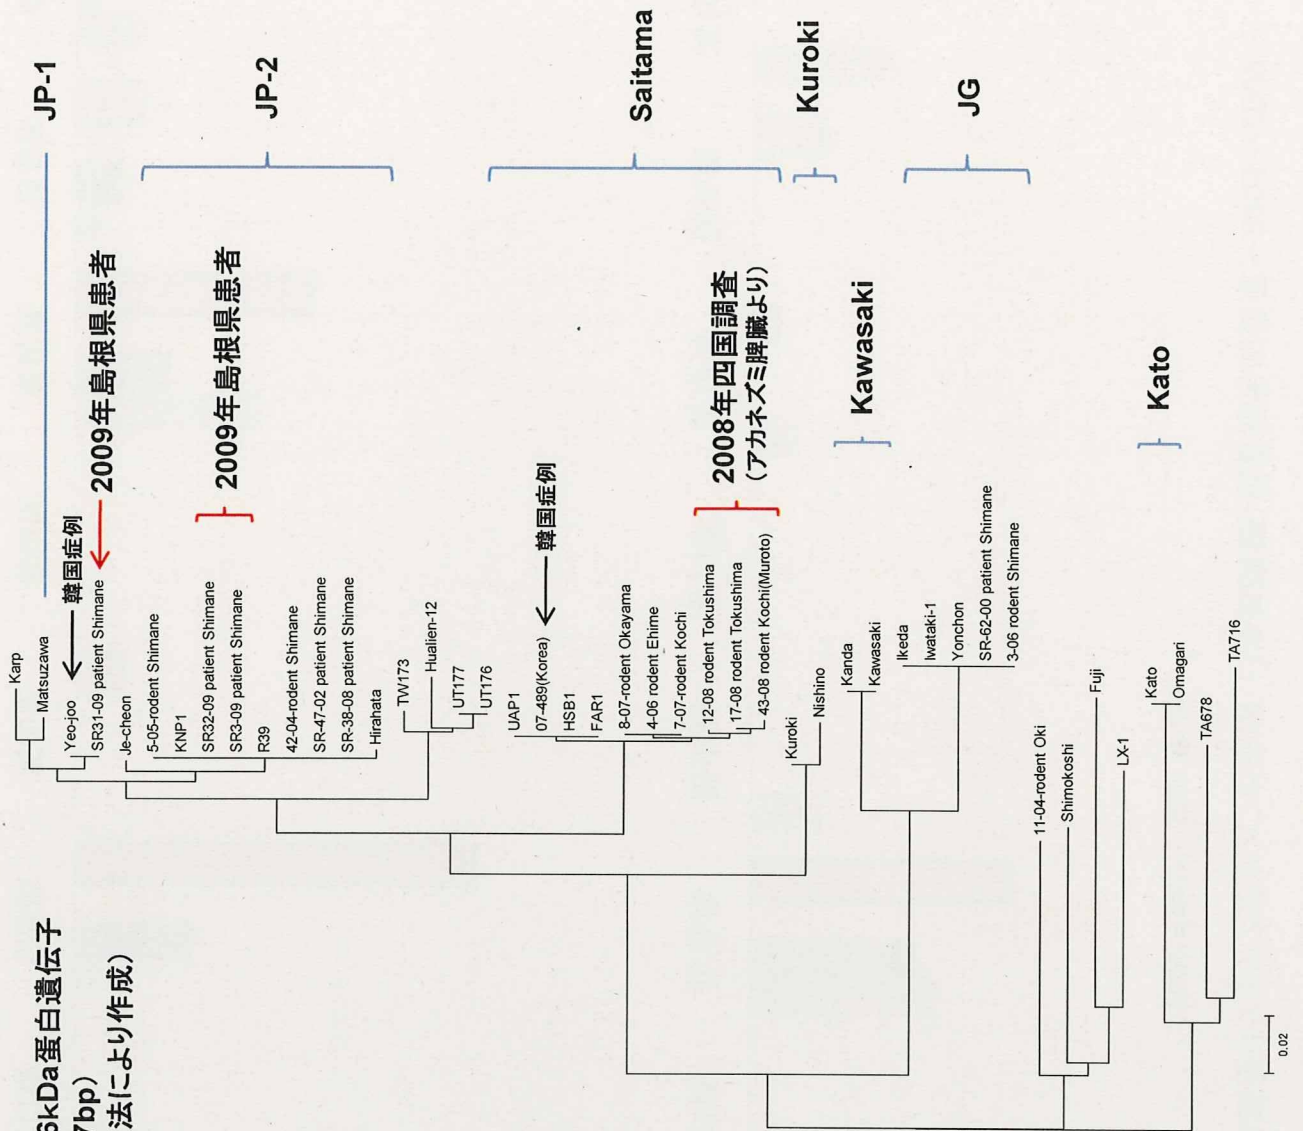 6kDa蛋白遺伝子
7bp)
法により作成)
Karp
Matsuzawa
JP-1
Yeo-joo
韓国症例
SR31-09 patient Shimane
2009年島根県患者
Je-cheon
5-05-rodent Shimane
KNP1
SR32-09 patient Shimane
SR3-09 patient Shimane
2009年島根県患者
R39
JP-2
42-04-rodent Shimane
SR-47-02 patient Shimane
SR-38-08 patient Shimane
Hirahata
TW173
Hualien-12
UT177
UT176
UAP1
07-489(Korea)
韓国症例
HSB1
FAR1
8-07-rodent Okayama
Saitama
4-06 rodent Ehime
7-07-rodent Kochi
12-08 rodent Tokushima
17-08 rodent Tokushima
2008年四国調査
(アカネズミ脾臓より)
43-08 rodent Kochi(Muroto)
Kuroki
Nishino
Kuroki
Kanda
Kawasaki
Kawasaki
Ikeda
Iwataki-1
Yonchon
JG
SR-62-00 patient Shimane
3-06 rodent Shimane
11-04-rodent Oki
Shimokoshi
Fuji
LX-1
Kato
Kato
Omagari
TA678
TA716
0.02